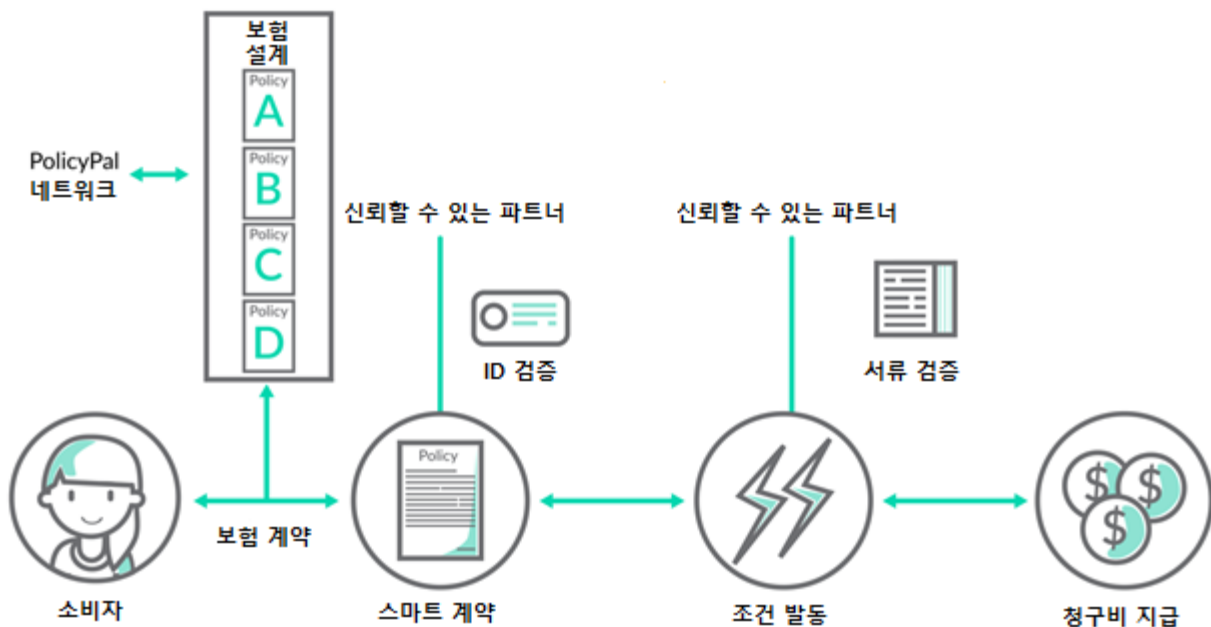 보험
설계
Policy
A
Policy
B
Policy
C
Policy
D
PolicyPal
네트워크
신뢰할 수 있는 파트너
신뢰할 수 있는 파트너
ID 검증
서류 검증
Policy
$
$
$
보험 계약
소비자
스마트 계약
조건 발동
청구비 지급